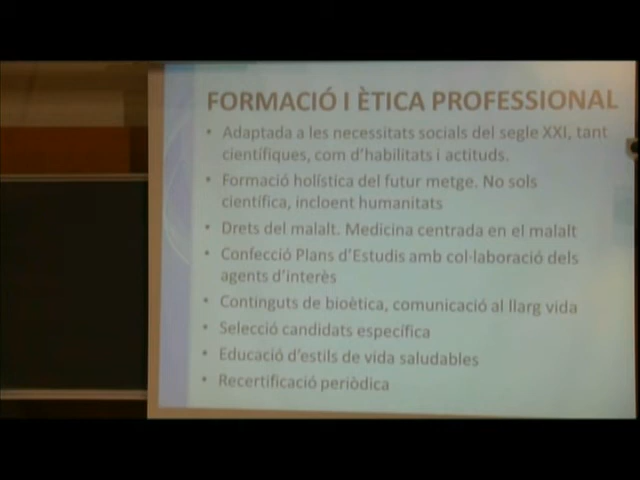 FORMACIÓ I ÈTICA PROFESSIONAL
• Adaptada a les necessitats socials del segle XXI, tant
científiques, com d'habilitats i actituds.
• Formació holística del futur metge. No sols
científica, incloent humanitats
• Drets del malalt. Medicina centrada en el malalt
• Confecció Plans d'Estudis amb col·laboració dels
agents d'interès
• Continguts de bioètica, comunicació al llarg vida
• Selecció candidats específica
• Educació d'estils de vida saludables
• Recertificació periòdica